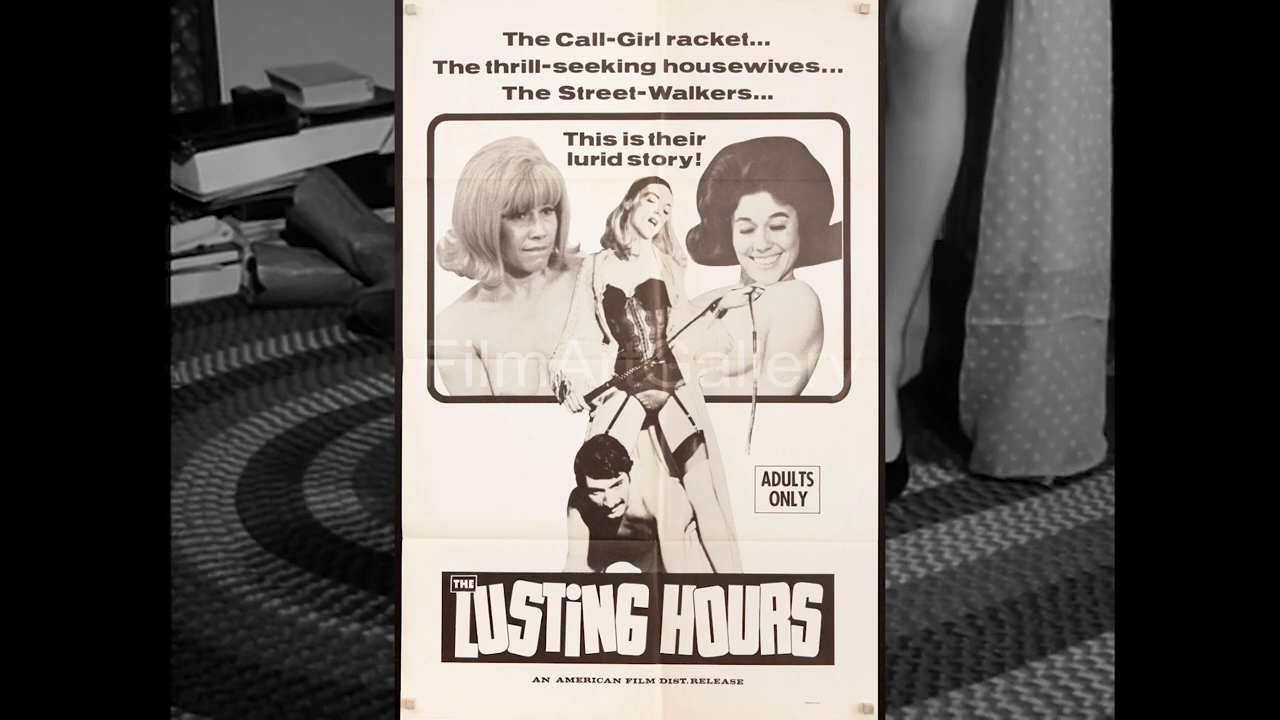 The Call-Girl racket...
The thrill-seeking housewives...
The Street-Walkers...
This is their
lurid story!
FilmArtGallery
ADULTS
ONLY
THE
LUSTING HOURS
AN AMERICAN FILM DIST. RELEASE